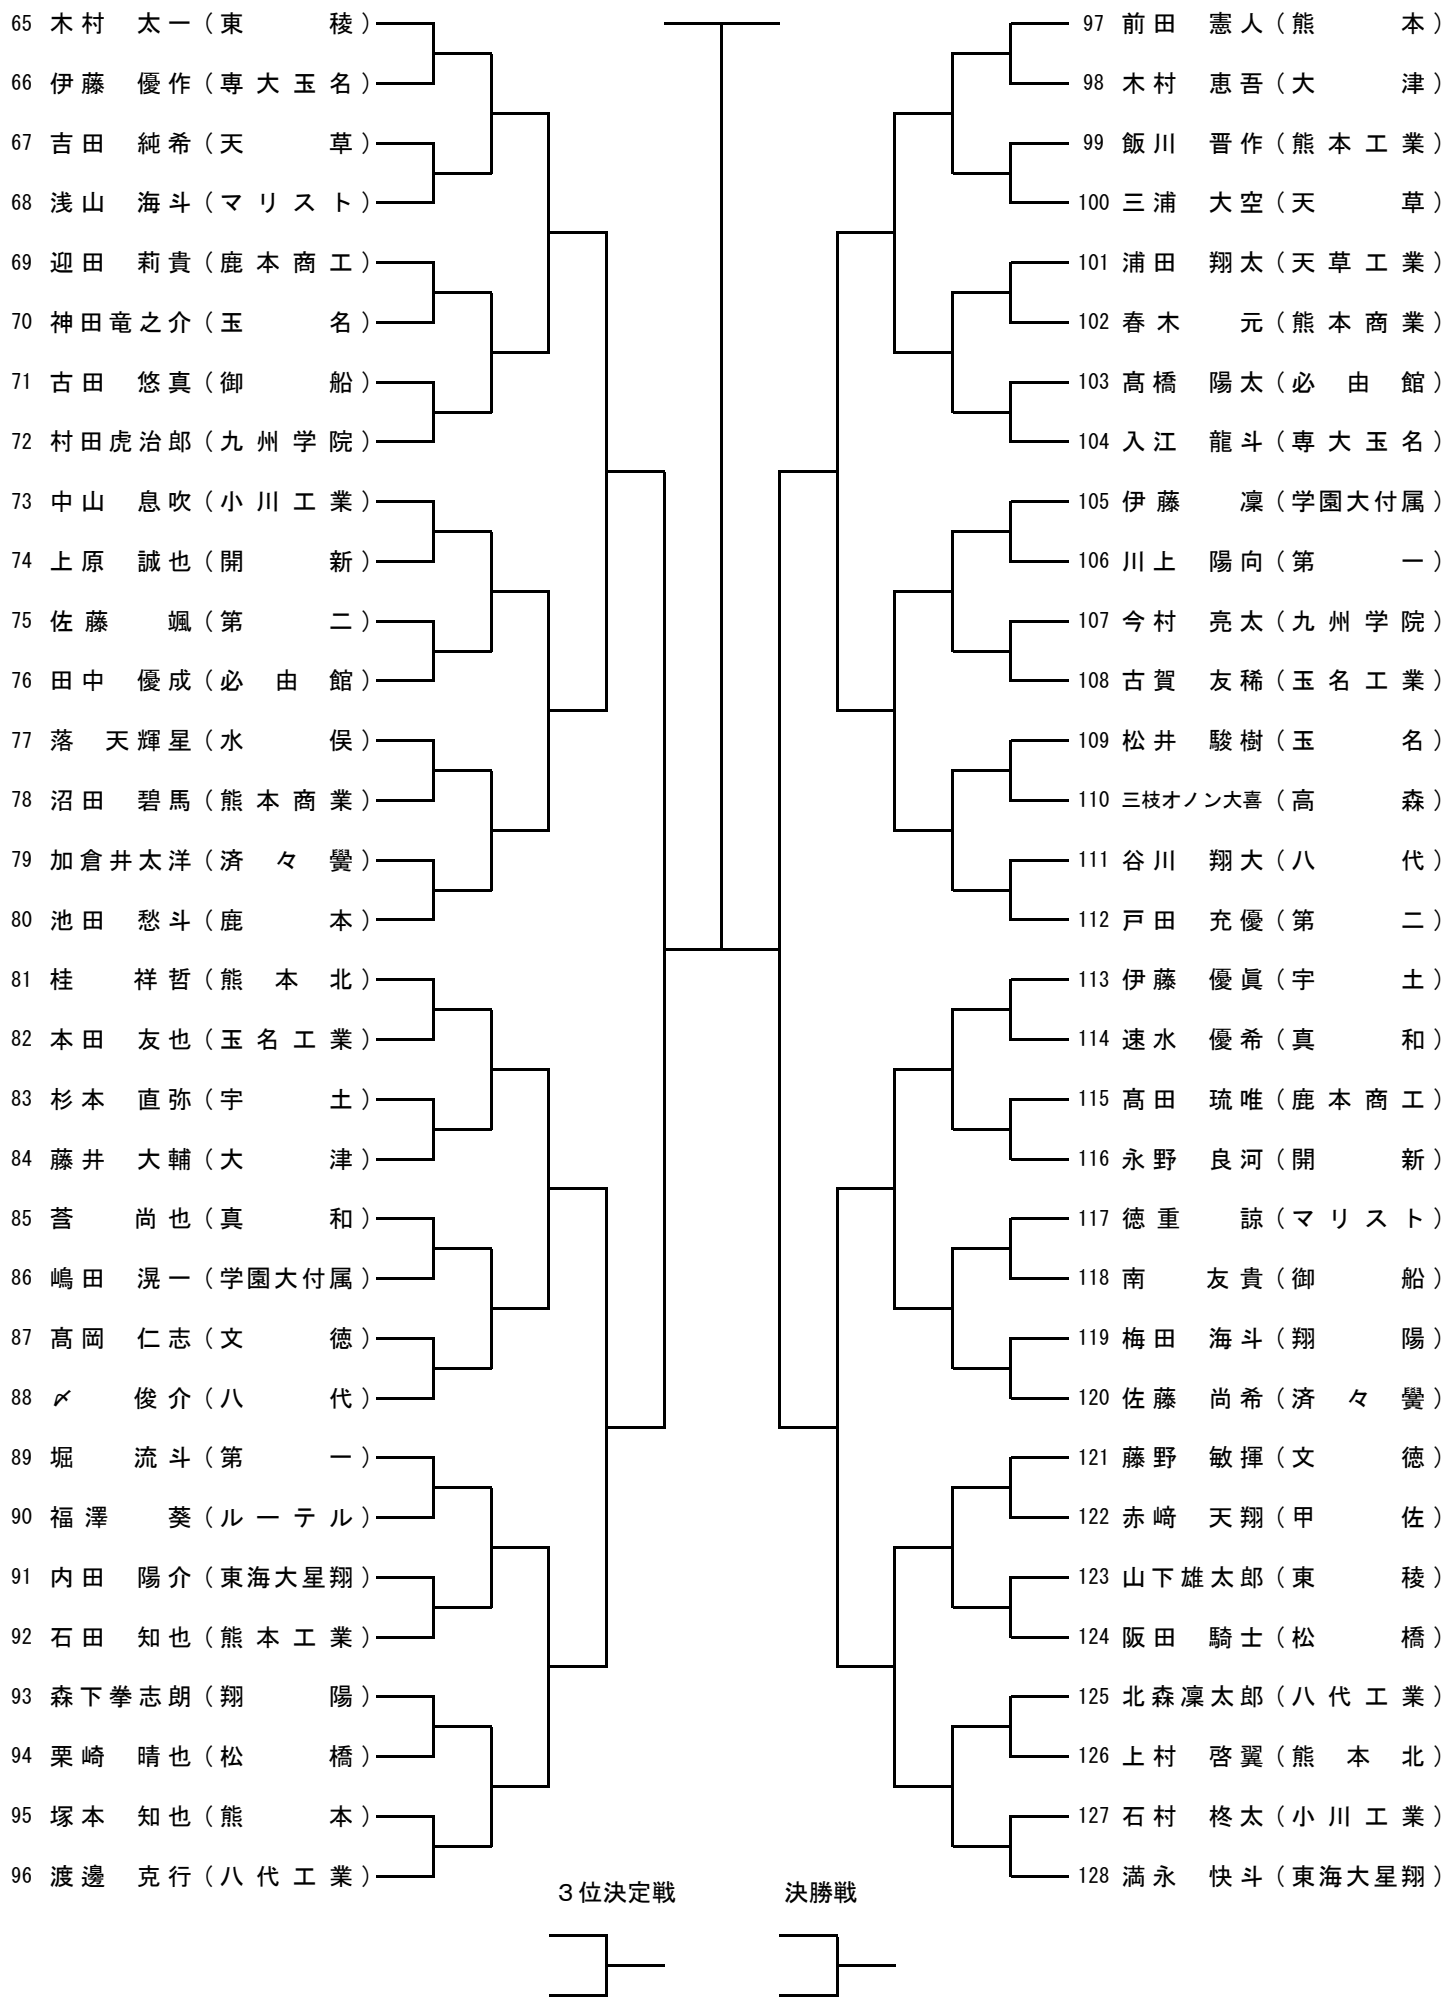 65 木村 太一（東 稜）
66 伊藤 優作（専大玉名）
67 吉田 純希（天 草）
68 浅山 海斗（マリスト）
69 迎田 莉貴（鹿本商工）
70 神田竜之介（玉 名）
71 古田 悠真（御 船）
72 村田虎治郎（九州学院）
73 中山 息吹（小川工業）
74 上原 誠也（開 新）
75 佐藤 颯（第 二）
76 田中 優成（必由館）
77 落 天輝星（水 俣）
78 沼田 碧馬（熊本商業）
79 加倉井太洋（済々黌）
80 池田 愁斗（鹿 本）
81 桂 祥哲（熊本北）
82 本田 友也（玉名工業）
83 杉本 直弥（宇 土）
84 藤井 大輔（大 津）
85 蒼 尚也（真 和）
86 嶋田 滉一（学園大付属）
87 髙岡 仁志（文 徳）
88 〆 俊介（八 代）
89 堀 流斗（第 一）
90 福澤 葵（ルーテル）
91 内田 陽介（東海大星翔）
92 石田 知也（熊本工業）
93 森下拳志朗（翔 陽）
94 栗崎 晴也（松 橋）
95 塚本 知也（熊 本）
96 渡邊 克行（八代工業）
97 前田 憲人（熊 本）
98 木村 恵吾（大 津）
99 飯川 晋作（熊本工業）
100 三浦 大空（天 草）
101 浦田 翔太（天草工業）
102 春木 元（熊本商業）
103 髙橋 陽太（必由館）
104 入江 龍斗（専大玉名）
105 伊藤 凜（学園大付属）
106 川上 陽向（第 一）
107 今村 亮太（九州学院）
108 古賀 友稀（玉名工業）
109 松井 駿樹（玉 名）
110 三枝オノン大喜（高 森）
111 谷川 翔大（八 代）
112 戸田 充優（第 二）
113 伊藤 優眞（宇 土）
114 速水 優希（真 和）
115 髙田 琉唯（鹿本商工）
116 永野 良河（開 新）
117 徳重 諒（マリスト）
118 南 友貴（御 船）
119 梅田 海斗（翔 陽）
120 佐藤 尚希（済々黌）
121 藤野 敏揮（文 徳）
122 赤﨑 天翔（甲 佐）
123 山下雄太郎（東 稜）
124 阪田 騎士（松 橋）
125 北森凜太郎（八代工業）
126 上村 啓翼（熊本北）
127 石村 柊太（小川工業）
128 満永 快斗（東海大星翔）
３位決定戦
決勝戦